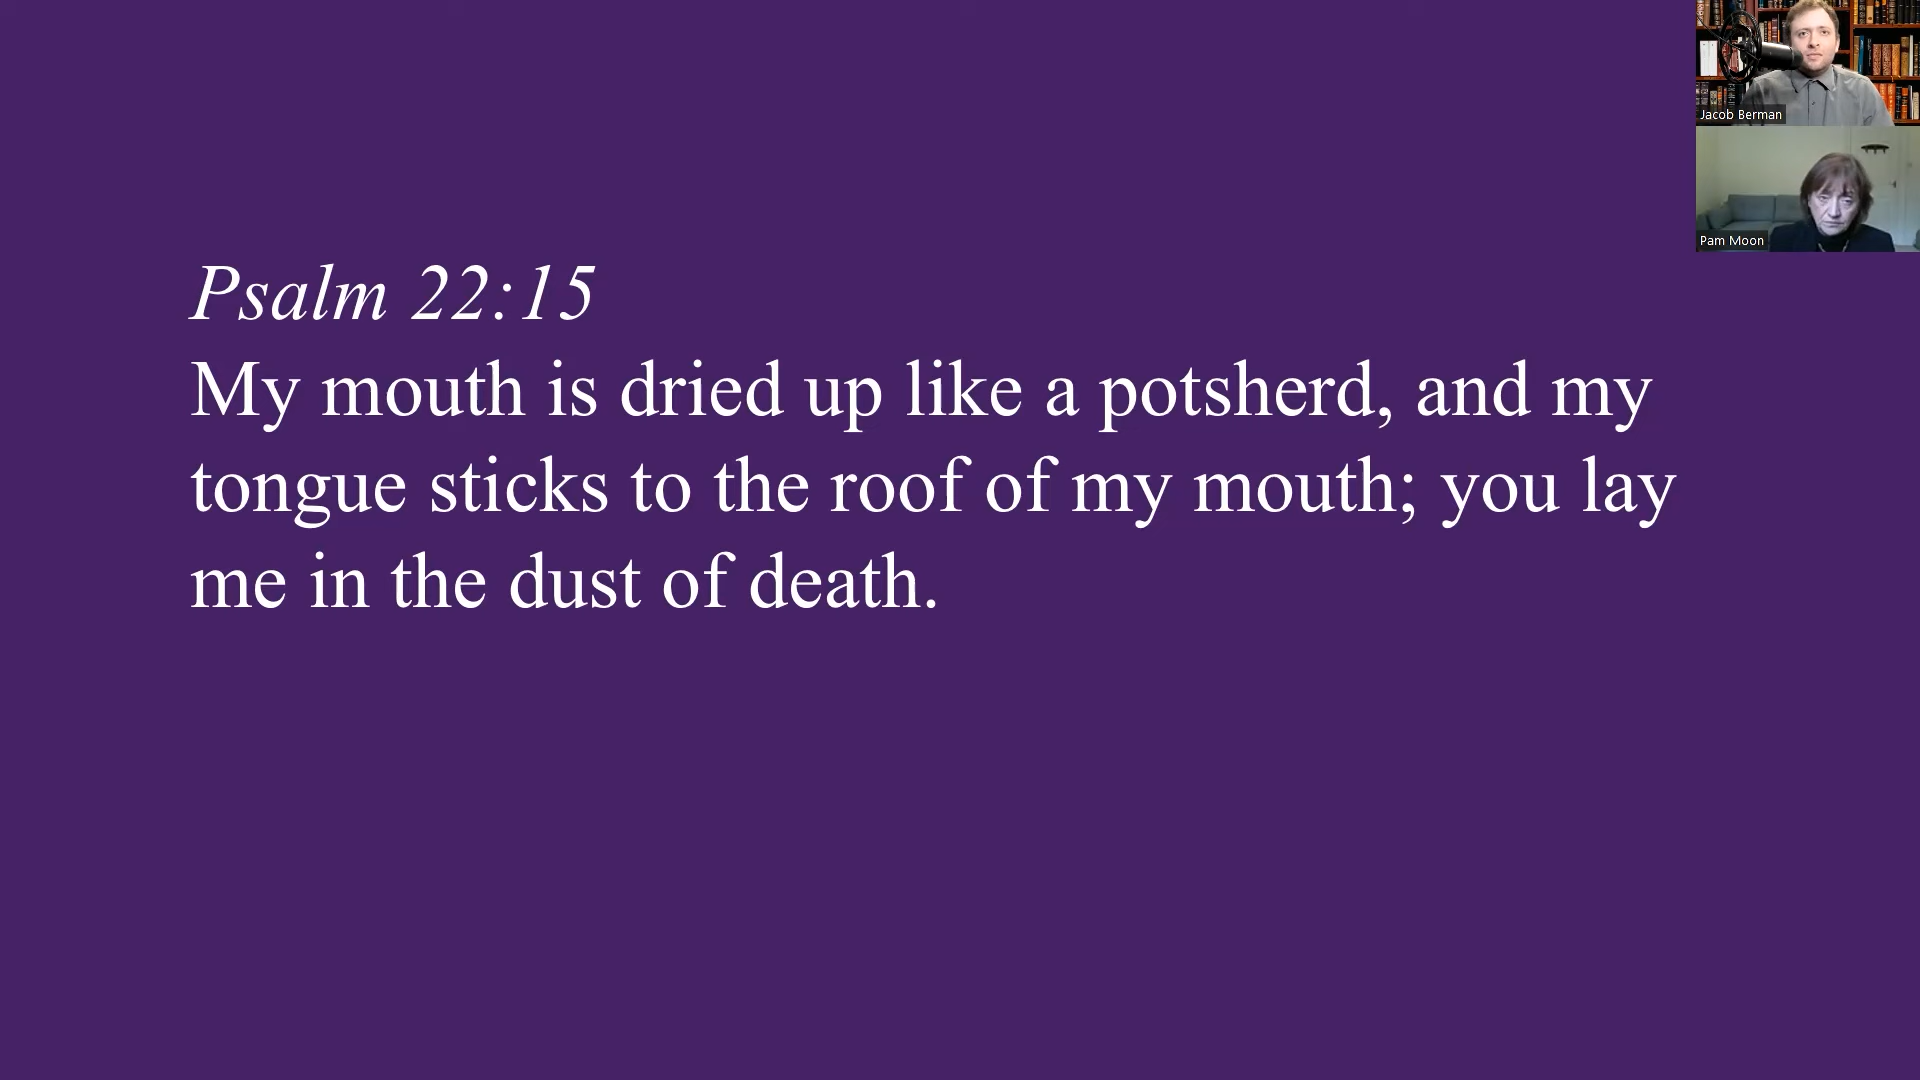 Jacob Berman
Pam Moon
Psalm 22:15
My mouth is dried up like a potsherd, and my
tongue sticks to the roof of my mouth; you lay
me in the dust of death.